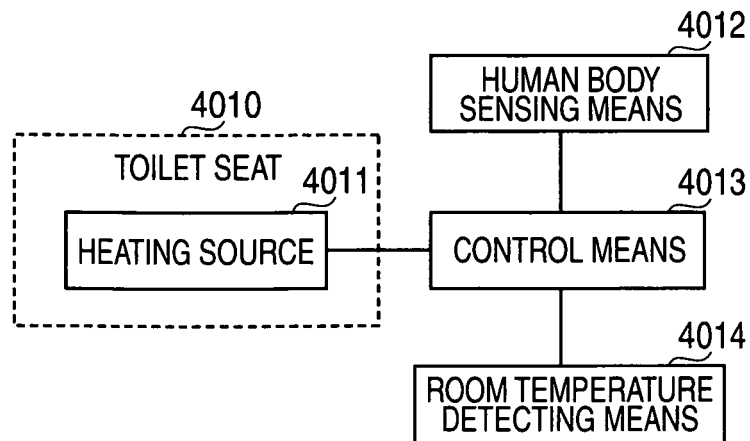 4012
HUMAN BODY
SENSING MEANS
4010
TOILET SEAT
4011
HEATING SOURCE
4013
CONTROL MEANS
4014
ROOM TEMPERATURE
DETECTING MEANS